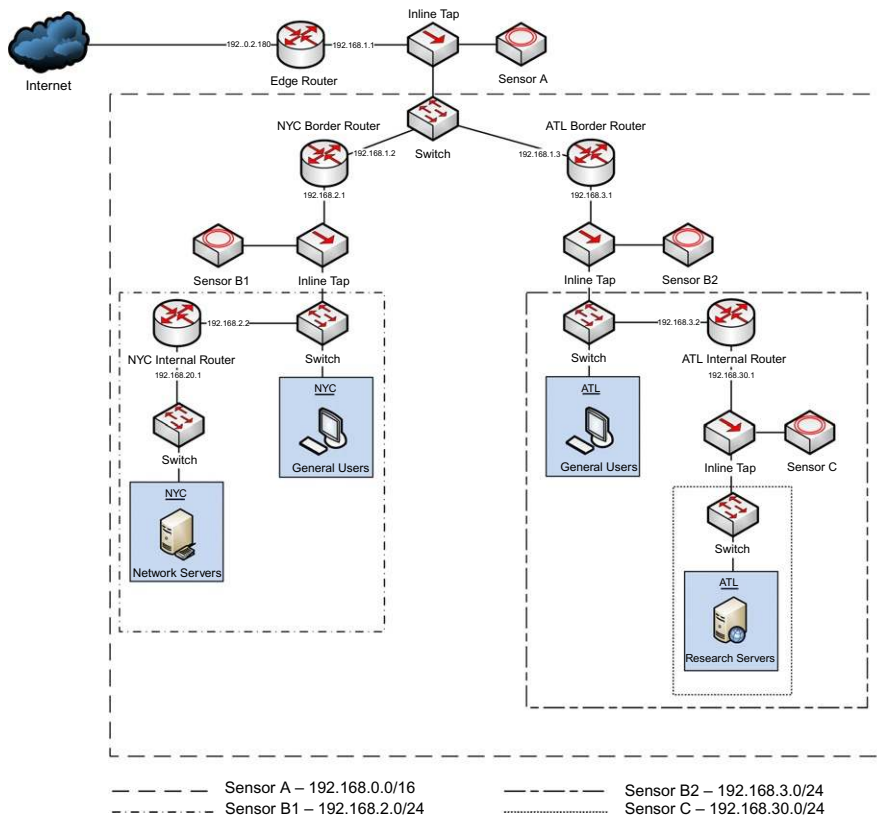 Inline Tap
192..0.2.180
192.168.1.1
Internet
Edge Router
Sensor A
NYC Border Router
ATL Border Router
192.168.1.2
Switch
192.168.1.3
192.168.2.1
192.168.3.1
Sensor B1
Inline Tap
Inline Tap
Sensor B2
192.168.2.2
192.168.3.2
NYC Internal Router
Switch
Switch
ATL Internal Router
192.168.20.1
192.168.30.1
NYC
General Users
ATL
General Users
Switch
Inline Tap
Sensor C
NYC
Network Servers
Switch
ATL
Research Servers
Sensor A – 192.168.0.0/16
Sensor B2 – 192.168.3.0/24
Sensor B1 – 192.168.2.0/24
Sensor C – 192.168.30.0/24